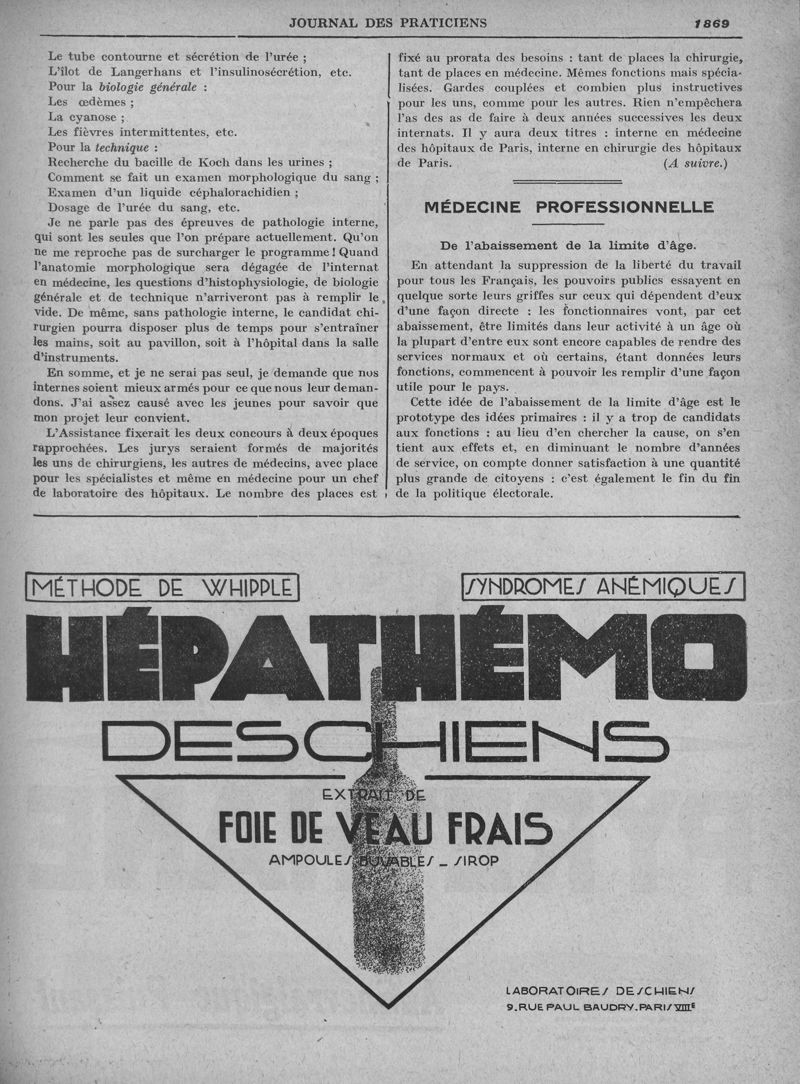 JOURNAL DES PRATICIENS 1869
Le tube contourne et sécrétion de l'urée ;
L'îlot de Langerhans et l'insulinosécrétion, etc.
Pour la biologie générale :
Les œdèmes ;
La cyanose ;
Les fièvres intermittentes, etc.
Pour la technique :
Recherche du bacille de Koch dans les urines ;
Comment se fait un examen morphologique du sang ;
Examen d'un liquide céphalorachidien ;
Dosage de l'urée du sang, etc.
Je ne parle pas des épreuves de pathologie interne,
qui sont les seules que l'on prépare actuellement. Qu'on
ne me reproche pas de surcharger le programme ! Quand
l'anatomie morphologique sera dégagée de l'internat
en médecine, les questions d'histophysiologie, de biologie
générale et de technique n'arriveront pas à remplir le
vide. De même, sans pathologie interne, le candidat chi-
rurgien pourra disposer plus de temps pour s'entraîner
les mains, soit au pavillon, soit à l'hôpital dans la salle
d'instruments.
En somme, et je ne serai pas seul, je demande que nos
internes soient mieux armés pour ce que nous leur deman-
dons. J'ai assez causé avec les jeunes pour savoir que
mon projet leur convient.
L'Assistance fixerait les deux concours à deux époques
rapprochées. Les jurys seraient formés de majorités
les uns de chirurgiens, les autres de médecins, avec place
pour les spécialistes et même en médecine pour un chef
de laboratoire des hôpitaux. Le nombre des places est
fixé au prorata des besoins : tant de places la chirurgie,
tant de places en médecine. Mêmes fonctions mais spécia-
lisées. Gardes couplées et combien plus instructives
pour les uns, comme pour les autres. Rien n'empêchera
l'as des as de faire à deux années successives les deux
internats. Il y aura deux titres : interne en médecine
des hôpitaux de Paris, interne en chirurgie des hôpitaux
de Paris. (A suivre.)
MÉDECINE PROFESSIONNELLE
De l'abaissement de la limite d'âge.
En attendant la suppression de la liberté du travail
pour tous les Français, les pouvoirs publics essayent en
quelque sorte leurs griffes sur ceux qui dépendent d'eux
d'une façon directe : les fonctionnaires vont, par cet
abaissement, être limités dans leur activité à un âge où
la plupart d'entre eux sont encore capables de rendre des
services normaux et où certains, étant données leurs
fonctions, commencent à pouvoir les remplir d'une façon
utile pour le pays.
Cette idée de l'abaissement de la limite d'âge est le
prototype des idées primaires : il y a trop de candidats
aux fonctions : au lieu d'en chercher la cause, on s'en
tient aux effets et, en diminuant le nombre d'années
de service, on compte donner satisfaction à une quantité
plus grande de citoyens : c'est également le fin du fin
de la politique électorale.
MÉTHODE DE WHIPPLE
SYNDROMES ANÉMIQUES
HÉPATHÉMO
DESCHIENS
EXTRAIT DE
FOIE DE VEAU FRAIS
AMPOULES BUVABLES _ SIROP
LABORATOIRES DESCHIENS
9. RUE PAUL BAUDRY. PARIS VIIIE